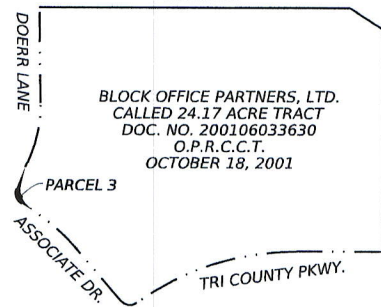 DOERR LANE
BLOCK OFFICE PARTNERS, LTD.
CALLED 24.17 ACRE TRACT
DOC. NO. 200106033630
O.P.R.C.C.T.
OCTOBER 18, 2001
PARCEL 3
ASSOCIATE DR.
TRI COUNTY PKWY.